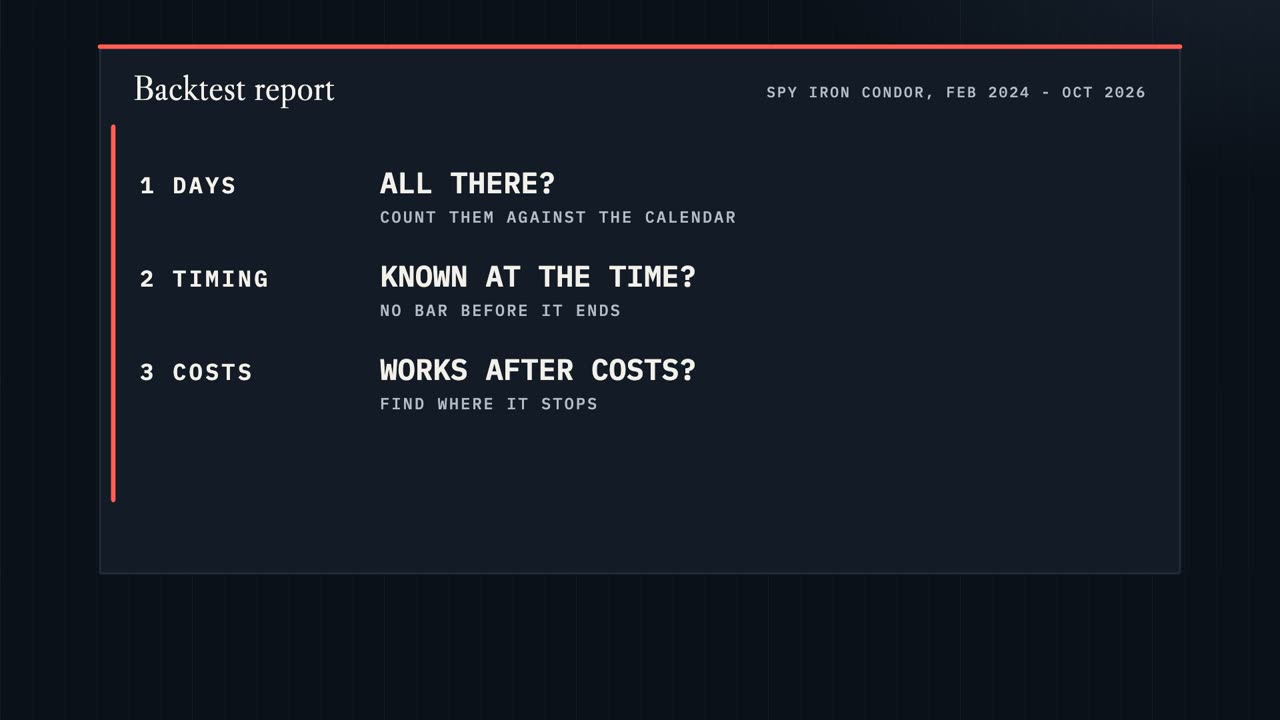 Backtest report
SPY IRON CONDOR, FEB 2024 - OCT 2026
1 DAYS
ALL THERE?
COUNT THEM AGAINST THE CALENDAR
2 TIMING
KNOWN AT THE TIME?
NO BAR BEFORE IT ENDS
3 COSTS
WORKS AFTER COSTS?
FIND WHERE IT STOPS